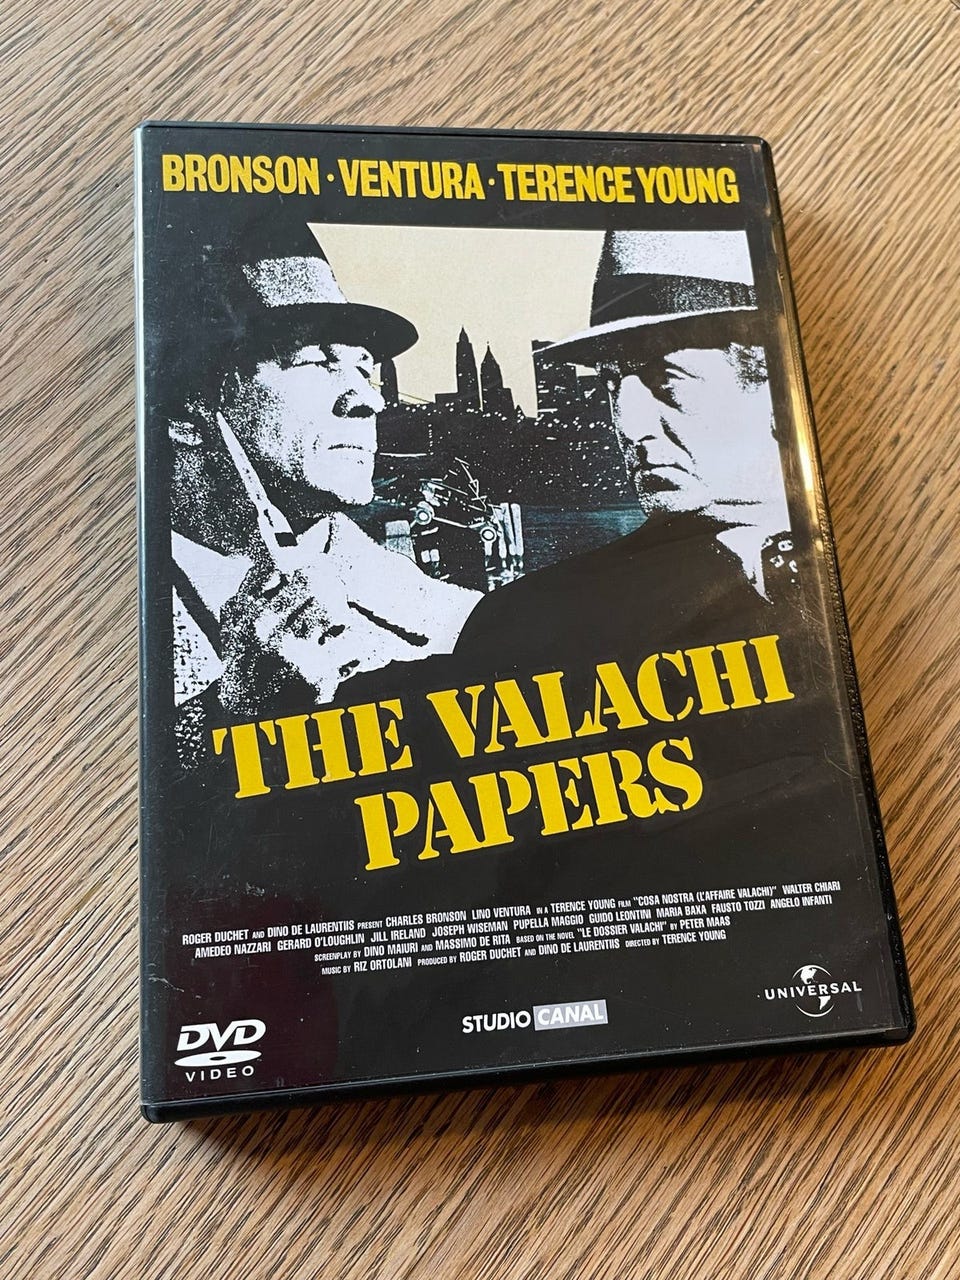 BRONSON · VENTURA · TERENCE YOUNG
THE VALACHI
PAPERS
ROGER DUCHET AND DINO DE LAURENTIIS PRESENT CHARLES BRONSON LINO VENTURA IN A TERENCE YOUNG FILM "COSA NOSTRA (L'AFFAIRE VALACHI)" WALTER CHIARI
AMEDEO NAZZARI GERARD O'LOUGHLIN JILL IRELAND JOSEPH WISEMAN PUPELLA MAGGIO GUIDO LEONTINI MARIA BAXA FAUSTO TOZZI ANGELO INFANTI
SCREENPLAY BY DINO MAIURI AND MASSIMO DE RITA BASED ON THE NOVEL "LE DOSSIER VALACHI" BY PETER MAAS
MUSIC BY RIZ ORTOLANI PRODUCED BY ROGER DUCHET AND DINO DE LAURENTIIS DIRECTED BY TERENCE YOUNG
DVD
VIDEO
STUDIO CANAL
UNIVERSAL